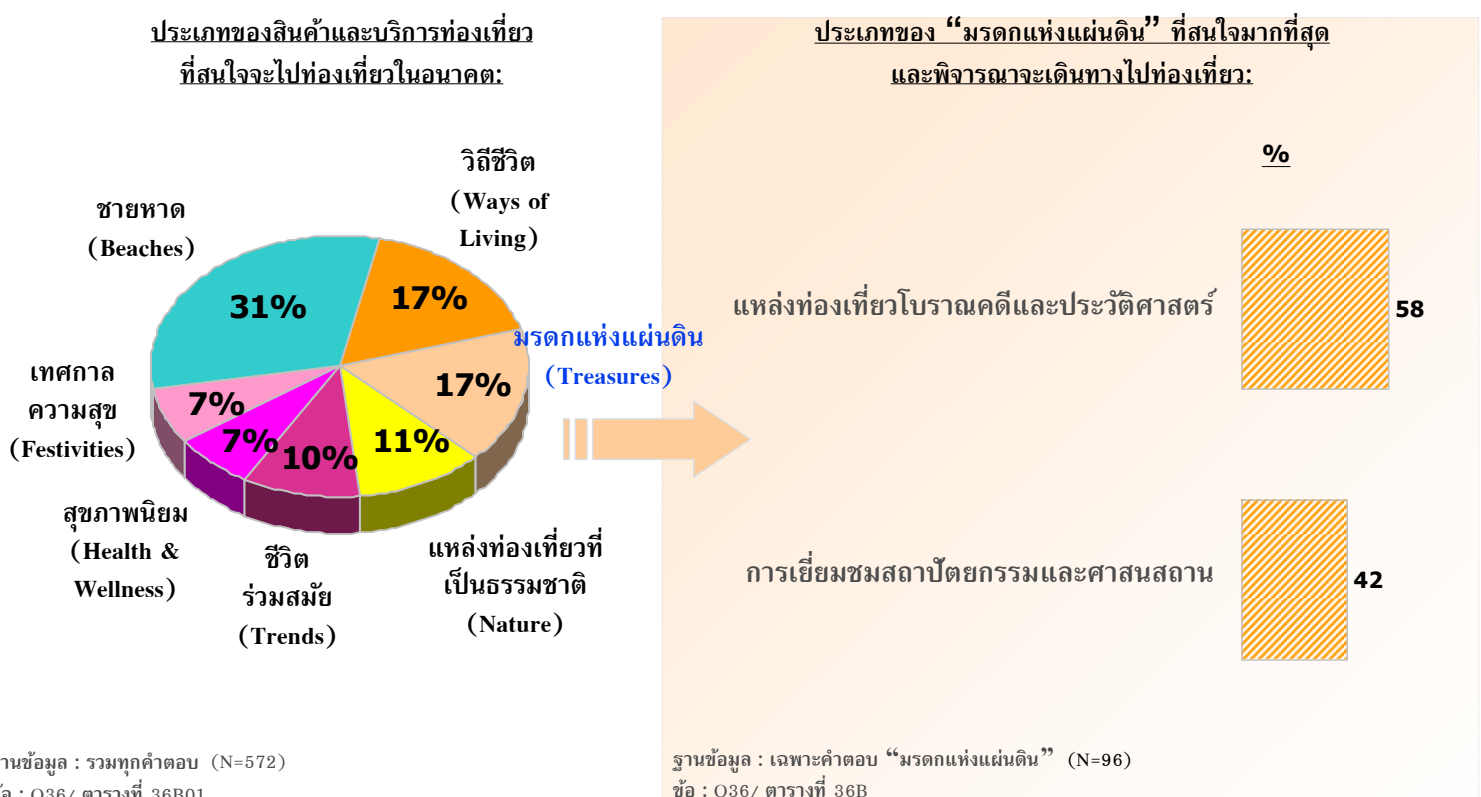 ประเภทของสินค้าและบริการท่องเที่ยว
ที่สนใจจะไปท่องเที่ยวในอนาคต:
วิถีชีวิต
(Ways of
Living)
ชายหาด
(Beaches)
31%
17%
มรดกแห่งแผ่นดิน
(Treasures)
17%
เทศกาล
ความสุข
(Festivities)
7%
7%
10%
11%
สุขภาพนิยม
(Health &
Wellness)
ชีวิต
ร่วมสมัย
(Trends)
แหล่งท่องเที่ยวที่
เป็นธรรมชาติ
(Nature)
านข้อมูล : รวมทุกคำตอบ (N=572)
: Q36/ ตารางที่ 36B01
ประเภทของ “มรดกแห่งแผ่นดิน” ที่สนใจมากที่สุด
และพิจารณาจะเดินทางไปท่องเที่ยว:
%
แหล่งท่องเที่ยวโบราณคดีและประวัติศาสตร์
58
การเยี่ยมชมสถาปัตยกรรมและศาสนสถาน
42
ฐานข้อมูล : เฉพาะคำตอบ “มรดกแห่งแผ่นดิน” (N=96)
ข้อ : Q36/ ตารางที่ 36B